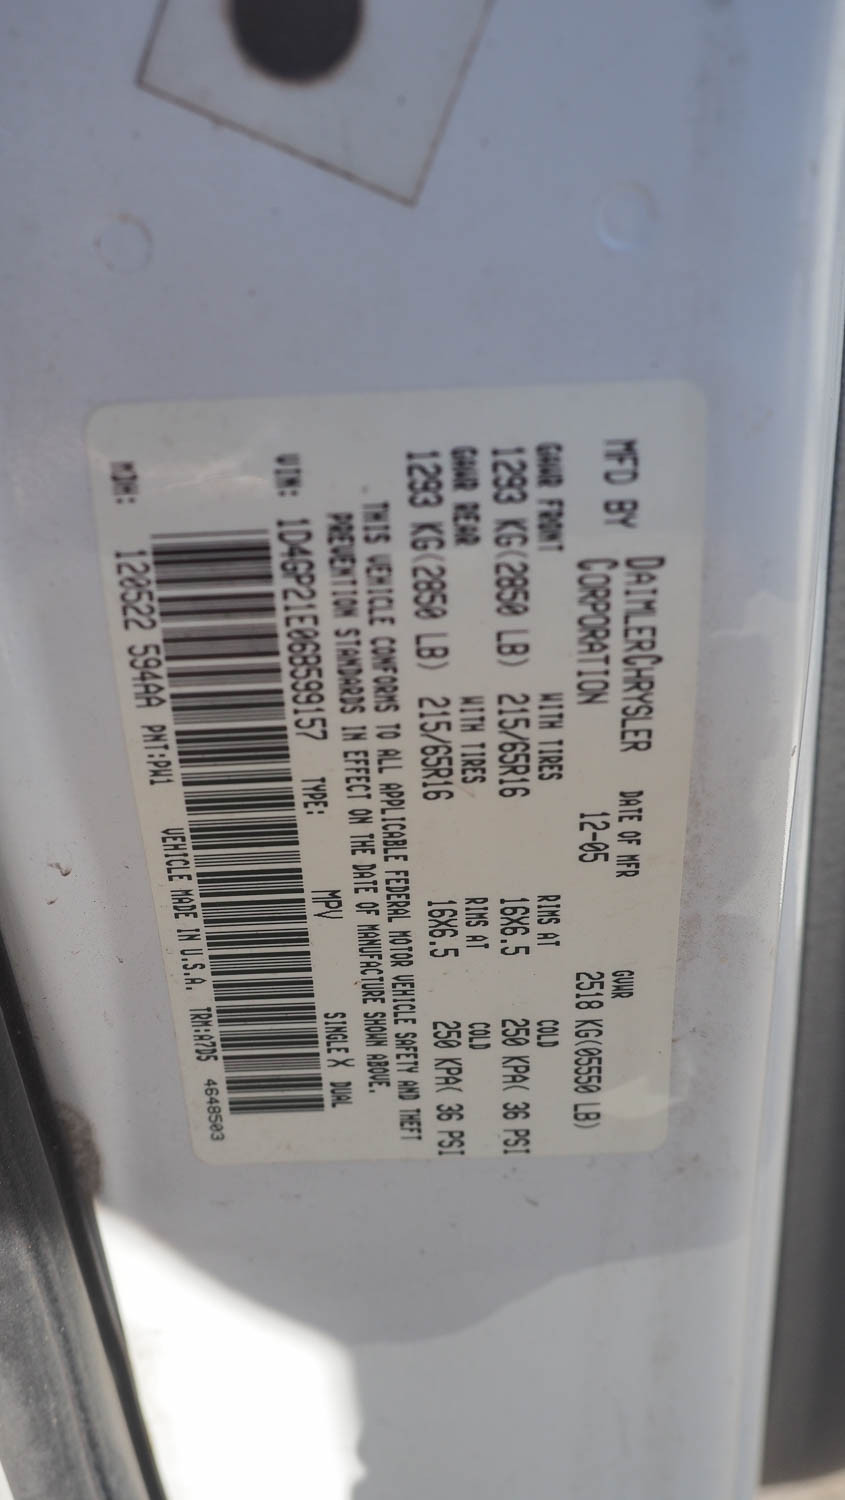 MFD BY DAIMLERCHRYSLER DATE OF MFR GVWR
CORPORATION 12-05 2518 KG(05550 LB)
GAWR FRONT WITH TIRES RIMS AT COLD
1293 KG(2850 LB) 215/65R16 16X6.5 250 KPA( 36 PSI
GAWR REAR WITH TIRES RIMS AT COLD
1293 KG(2850 LB) 215/65R16 16X6.5 250 KPA( 36 PSI
THIS VEHICLE CONFORMS TO ALL APPLICABLE FEDERAL MOTOR VEHICLE SAFETY AND THEFT
PREVENTION STANDARDS IN EFFECT ON THE DATE OF MANUFACTURE SHOWN ABOVE.
VIN: 1D4GP21E06B599157 TYPE: MPV SINGLE X DUAL
MDH: 120522 594AA PNT:PW1 VEHICLE MADE IN U.S.A. TRM:A7D5 4648503